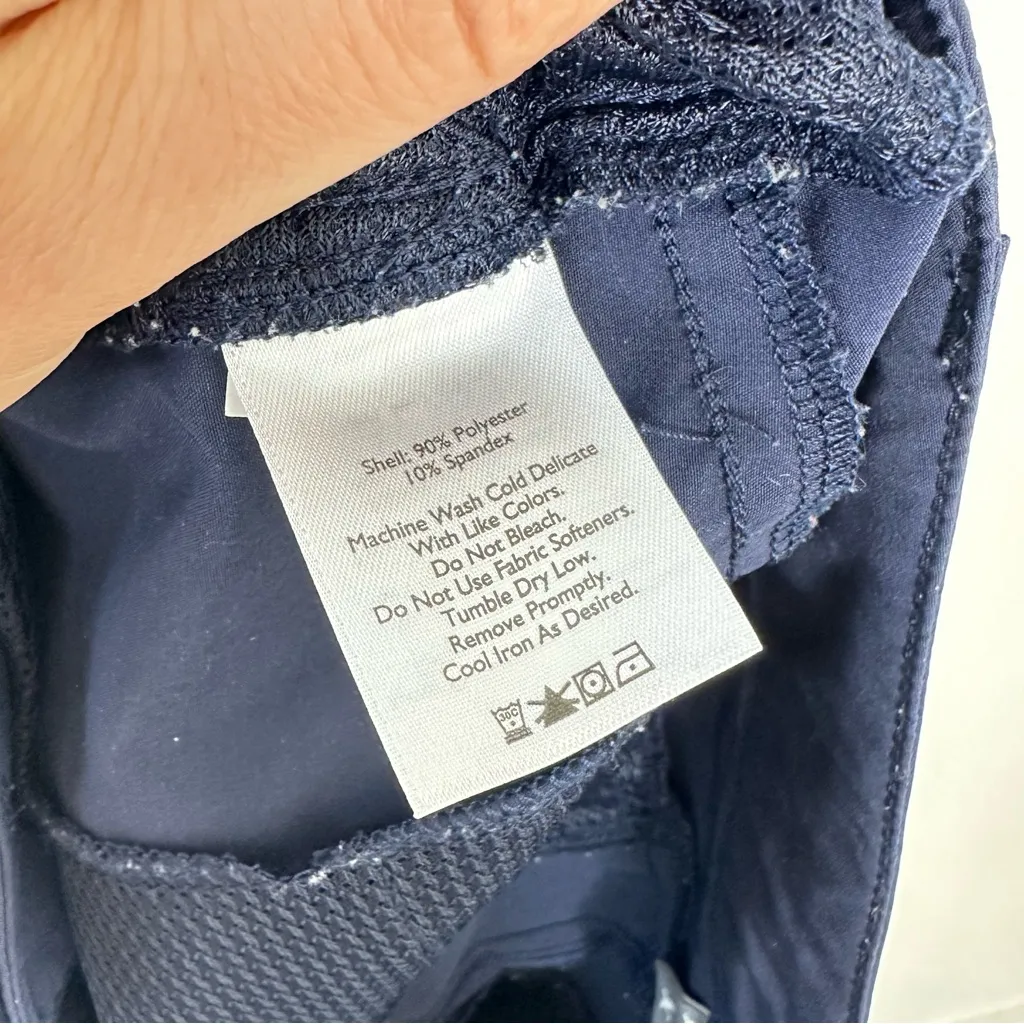 Shell: 90% Polyester
10% Spandex
Machine Wash Cold Delicate
With Like Colors.
Do Not Bleach.
Do Not Use Fabric Softeners.
Tumble Dry Low.
Remove Promptly.
Cool Iron As Desired.
30C